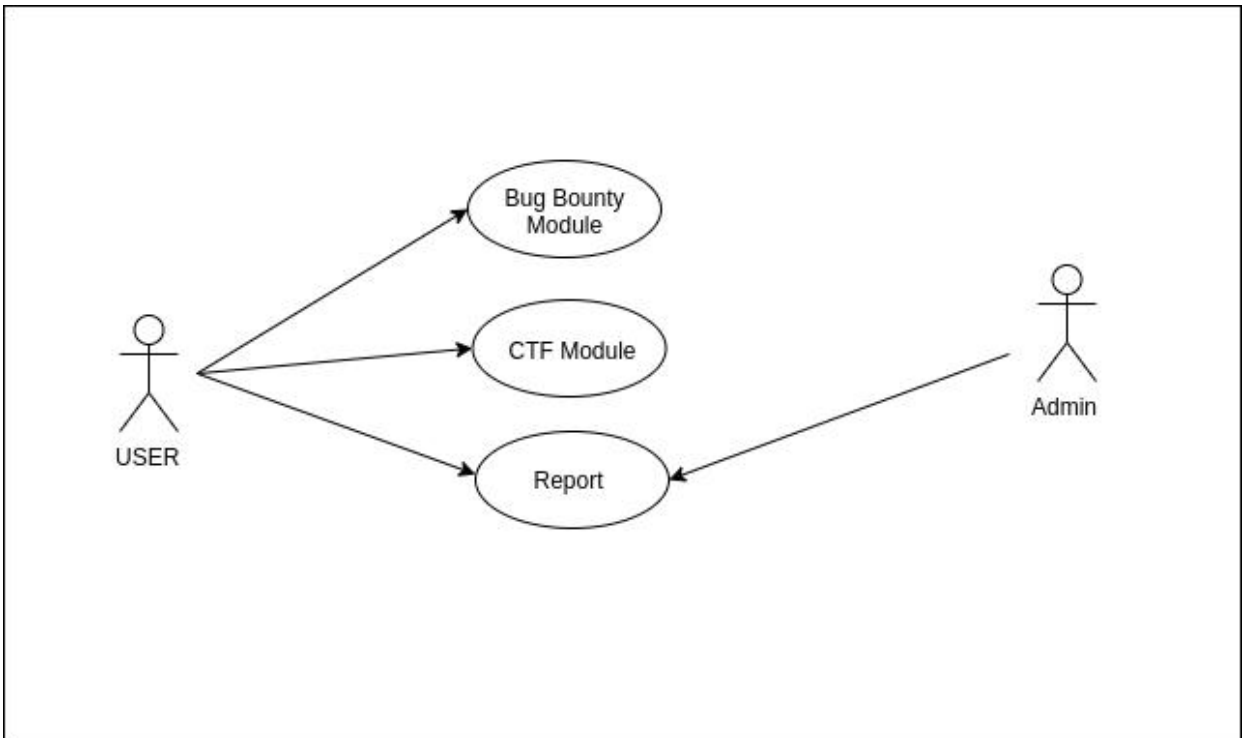 Bug Bounty
Module
CTF Module
Report
USER
Admin